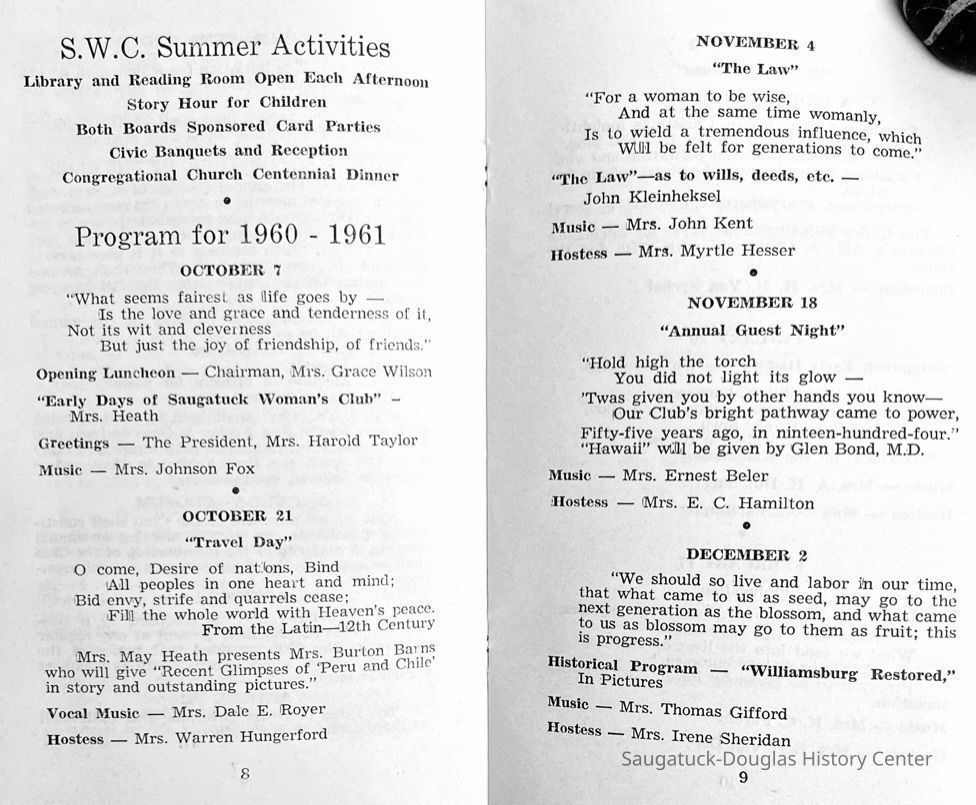 S.W.C. Summer Activities
Library and Reading Room Open Each Afternoon
Story Hour for Children
Both Boards Sponsored Card Parties
Civic Banquets and Reception
Congregational Church Centennial Dinner
Program for 1960 - 1961
OCTOBER 7
"What seems fairest as life goes by —
Is the love and grace and tenderness of it,
Not its wit and cleverness
But just the joy of friendship, of friends."
Opening Luncheon — Chairman, Mrs. Grace Wilson
"Early Days of Saugatuck Woman's Club" –
Mrs. Heath
Greetings — The President, Mrs. Harold Taylor
Music — Mrs. Johnson Fox
OCTOBER 21
"Travel Day"
O come, Desire of nations, Bind
All peoples in one heart and mind;
Bid envy, strife and quarrels cease;
Fill the whole world with Heaven's peace.
From the Latin—12th Century
Mrs. May Heath presents Mrs. Burton Barns
who will give "Recent Glimpses of 'Peru and Chile'
in story and outstanding pictures."
Vocal Music — Mrs. Dale E. Royer
Hostess — Mrs. Warren Hungerford
8
NOVEMBER 4
"The Law"
"For a woman to be wise,
And at the same time womanly,
Is to wield a tremendous influence, which
Will be felt for generations to come."
"The Law"—as to wills, deeds, etc. —
John Kleinheksel
Music — Mrs. John Kent
Hostess — Mrs. Myrtle Hesser
NOVEMBER 18
"Annual Guest Night"
"Hold high the torch
You did not light its glow —
'Twas given you by other hands you know—
Our Club's bright pathway came to power,
Fifty-five years ago, in ninteen-hundred-four."
"Hawaii" will be given by Glen Bond, M.D.
Music — Mrs. Ernest Beler
Hostess — Mrs. E. C. Hamilton
DECEMBER 2
"We should so live and labor in our time,
that what came to us as seed, may go to the
next generation as the blossom, and what came
to us as blossom may go to them as fruit; this
is progress."
Historical Program — "Williamsburg Restored,"
In Pictures
Music — Mrs. Thomas Gifford
Hostess — Mrs. Irene Sheridan
Saugatuck-Douglas History Center
9